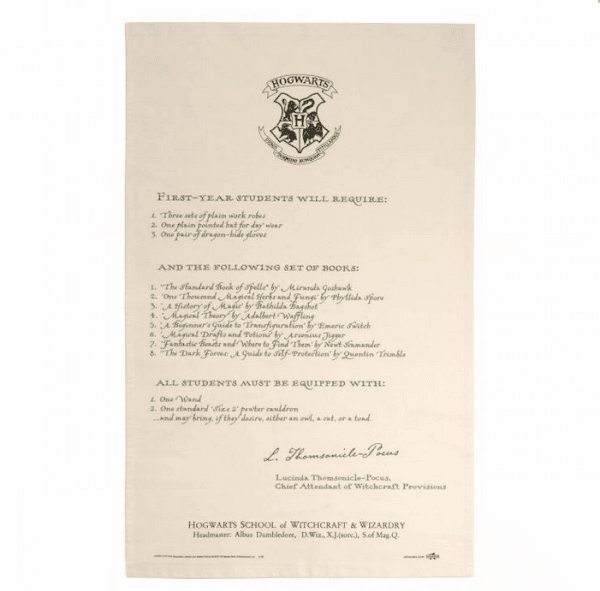 HOGWARTS
FIRST-YEAR STUDENTS WILL REQUIRE:
1. Three sets of plain work robes
2. One plain pointed hat for day wear
3. One pair of dragon-hide gloves
AND THE FOLLOWING SET OF BOOKS:
1. "The Standard Book of Spells" by Miranda Goshawk
2. 'One Thousand Magical Herbs and Fungi' by Phyllida Spore
3. 'A History of Magic' by Bathilda Bagshot
4. 'Magical Theory' by Adalbert Waffling
5. 'A Beginner's Guide to Transfiguration' by Emeric Switch
6. 'Magical Drafts and Potions' by Arsenius Jigger
7. 'Fantastic Beasts and Where to Find Them' by Newt Scamander
8. "The Dark Forces: A Guide to Self-Protection" by Quentin Trimble
ALL STUDENTS MUST BE EQUIPPED WITH:
1. One Wand
2. One standard 'Size 2' pewter cauldron
...and may bring, if they desire, either an owl, a cat, or a toad.
L. Thomsonicle-Pocus
Lucinda Thomsonicle-Pocus,
Chief Attendant of Witchcraft Provisions
HOGWARTS SCHOOL of WITCHCRAFT & WIZARDRY
Headmaster: Albus Dumbledore, D.Wiz., X.J.(sorc.), S.of Mag.Q.